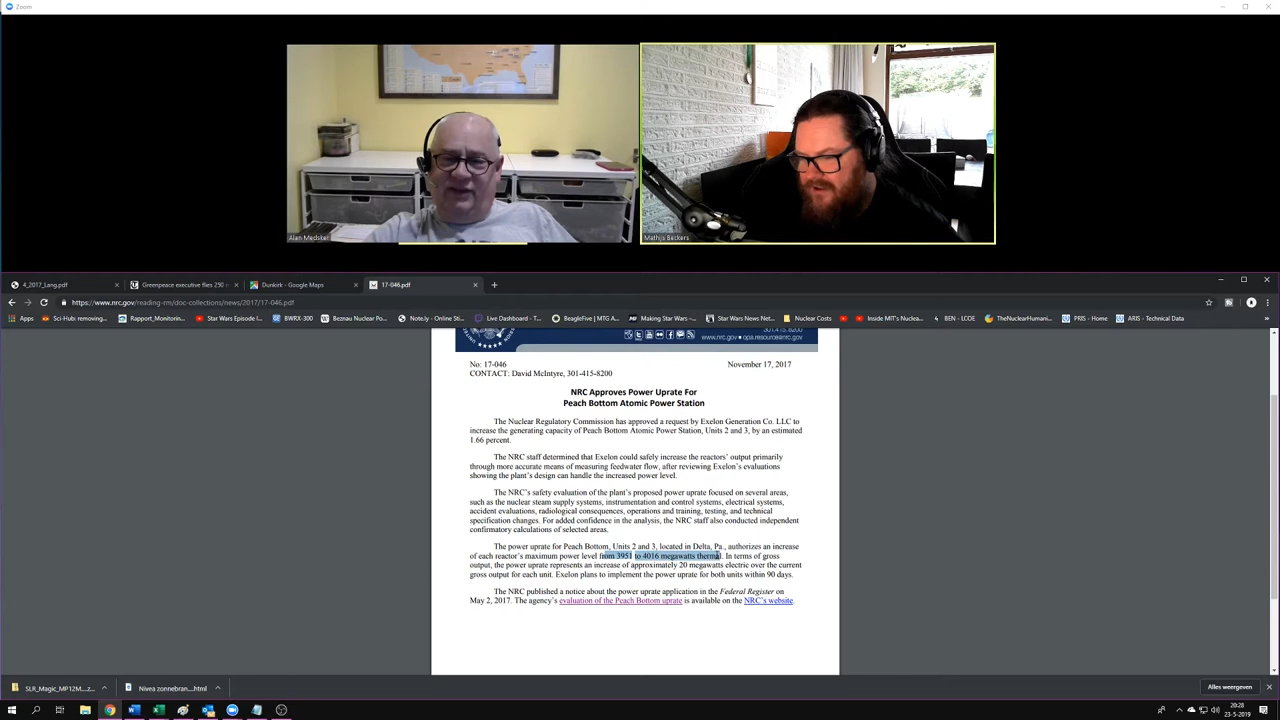 Zoom
Alan Medsker
Mathijs Beckers
4_2017_Lang.pdf
Greenpeace executive flies 250 
Dunkirk - Google Maps
17-046.pdf
https://www.nrc.gov/reading-rm/doc-collections/news/2017/17-046.pdf
Apps
Sci-Hub: removing...
Rapport_Monitorin...
Star Wars Episode I...
BWRX-300
Beznau Nuclear Po...
Note.ly - Online Sti...
Live Dashboard - T...
BeagleFive | MTG A...
Making Star War...
Star Wars News Net...
Nuclear Costs
Inside MIT's Nuclea...
BEN - LCOE
TheNuclearHumani...
PRIS - Home
ARIS - Technical Data
301.415.8200
www.nrc.gov • opa.resource@nrc.gov
No: 17-046 November 17, 2017
CONTACT: David McIntyre, 301-415-8200
NRC Approves Power Uprate For
Peach Bottom Atomic Power Station
The Nuclear Regulatory Commission has approved a request by Exelon Generation Co. LLC to
increase the generating capacity of Peach Bottom Atomic Power Station, Units 2 and 3, by an estimated
1.66 percent.
The NRC staff determined that Exelon could safely increase the reactors' output primarily
through more accurate means of measuring feedwater flow, after reviewing Exelon's evaluations
showing the plant's design can handle the increased power level.
The NRC's safety evaluation of the plant's proposed power uprate focused on several areas,
such as the nuclear steam supply systems, instrumentation and control systems, electrical systems,
accident evaluations, radiological consequences, operations and training, testing, and technical
specification changes. For added confidence in the analysis, the NRC staff also conducted independent
confirmatory calculations of selected areas.
The power uprate for Peach Bottom, Units 2 and 3, located in Delta, Pa., authorizes an increase
of each reactor's maximum power level from 3951 to 4016 megawatts thermal. In terms of gross
output, the power uprate represents an increase of approximately 20 megawatts electric over the current
gross output for each unit. Exelon plans to implement the power uprate for both units within 90 days.
The NRC published a notice about the power uprate application in the Federal Register on
May 2, 2017. The agency's evaluation of the Peach Bottom uprate is available on the NRC's website.
SLR_Magic_MP12M....z...
Nivea zonnebran....html
Alles weergeven
20:28
23-5-2019